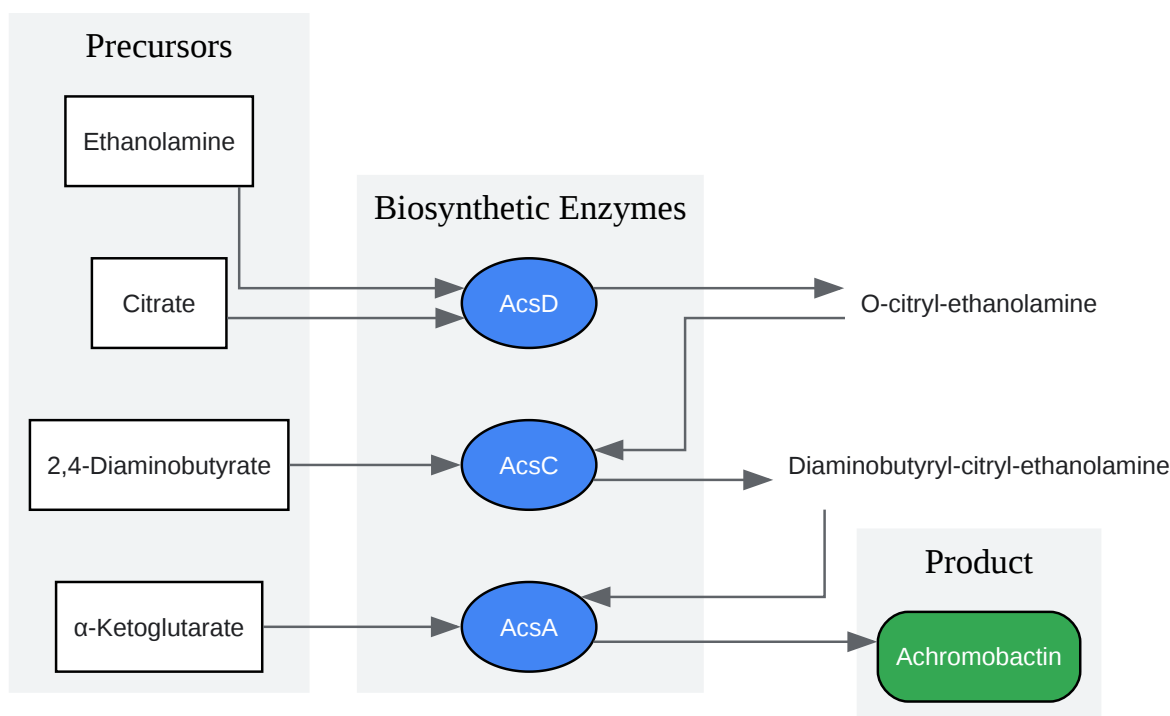 Precursors
Ethanolamine
Biosynthetic Enzymes
Citrate
AcsD
O-citryl-ethanolamine
2,4-Diaminobutyrate
AcsC
Diaminobutyryl-citryl-ethanolamine
Product
α-Ketoglutarate
AcsA
Achromobactin